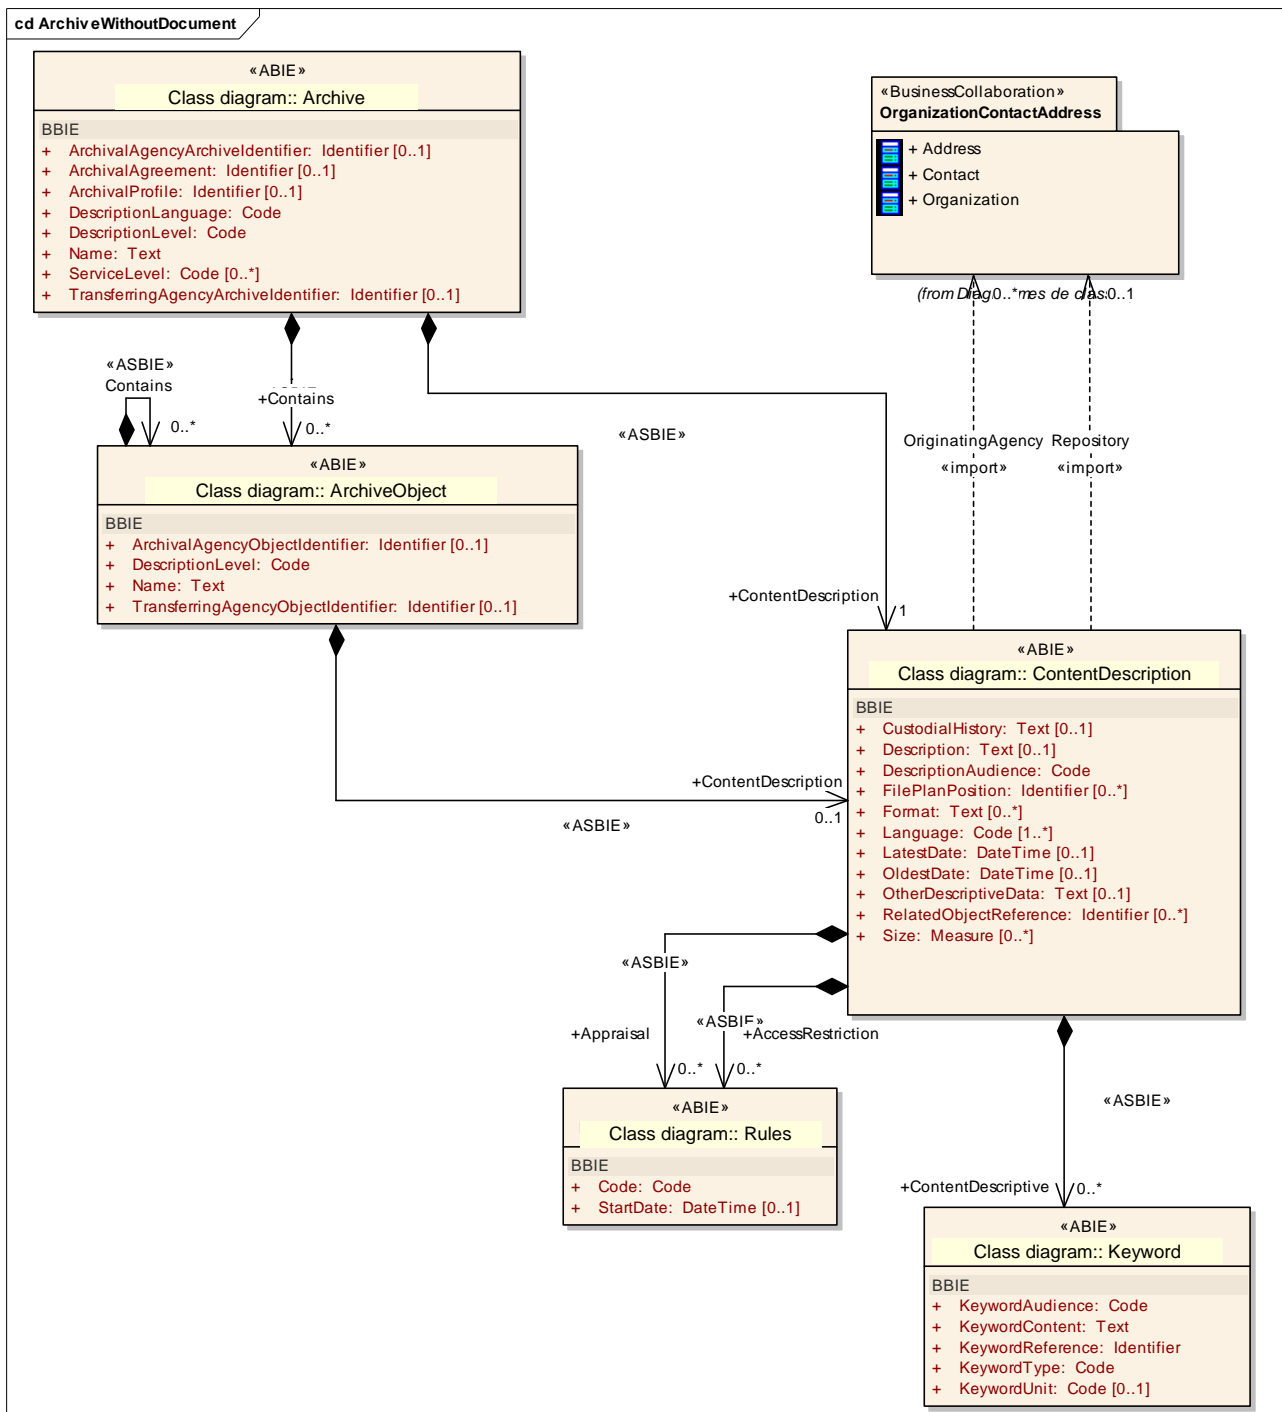 cd ArchiveWithoutDocument
«ABIE»
Class diagram:: Archive
BBIE
+ ArchivalAgencyArchiveIdentifier: Identifier [0..1]
+ ArchivalAgreement: Identifier [0..1]
+ ArchivalProfile: Identifier [0..1]
+ DescriptionLanguage: Code
+ DescriptionLevel: Code
+ Name: Text
+ ServiceLevel: Code [0..*]
+ TransferringAgencyArchiveIdentifier: Identifier [0..1]
«BusinessCollaboration»
OrganizationContactAddress
+ Address
+ Contact
+ Organization
(from
0..*
mes de
0..1
«ASBIE»
Contains
0..*
+Contains
0..*
«ASBIE»
OriginatingAgency
«import»
Repository
«import»
«ABIE»
Class diagram:: ArchiveObject
BBIE
+ ArchivalAgencyObjectIdentifier: Identifier [0..1]
+ DescriptionLevel: Code
+ Name: Text
+ TransferringAgencyObjectIdentifier: Identifier [0..1]
+ContentDescription
1
«ABIE»
Class diagram:: ContentDescription
BBIE
+ CustodialHistory: Text [0..1]
+ Description: Text [0..1]
+ DescriptionAudience: Code
+ FilePlanPosition: Identifier [0..*]
+ Format: Text [0..*]
+ Language: Code [1..*]
+ LatestDate: DateTime [0..1]
+ OldestDate: DateTime [0..1]
+ OtherDescriptiveData: Text [0..1]
+ RelatedObjectReference: Identifier [0..*]
+ Size: Measure [0..*]
+ContentDescription
0..1
«ASBIE»
«ASBIE»
+Appraisal
0..*
«ASBIE»
+AccessRestriction
0..*
«ABIE»
Class diagram:: Rules
BBIE
+ Code: Code
+ StartDate: DateTime [0..1]
«ASBIE»
+ContentDescriptive
0..*
«ABIE»
Class diagram:: Keyword
BBIE
+ KeywordAudience: Code
+ KeywordContent: Text
+ KeywordReference: Identifier
+ KeywordType: Code
+ KeywordUnit: Code [0..1]